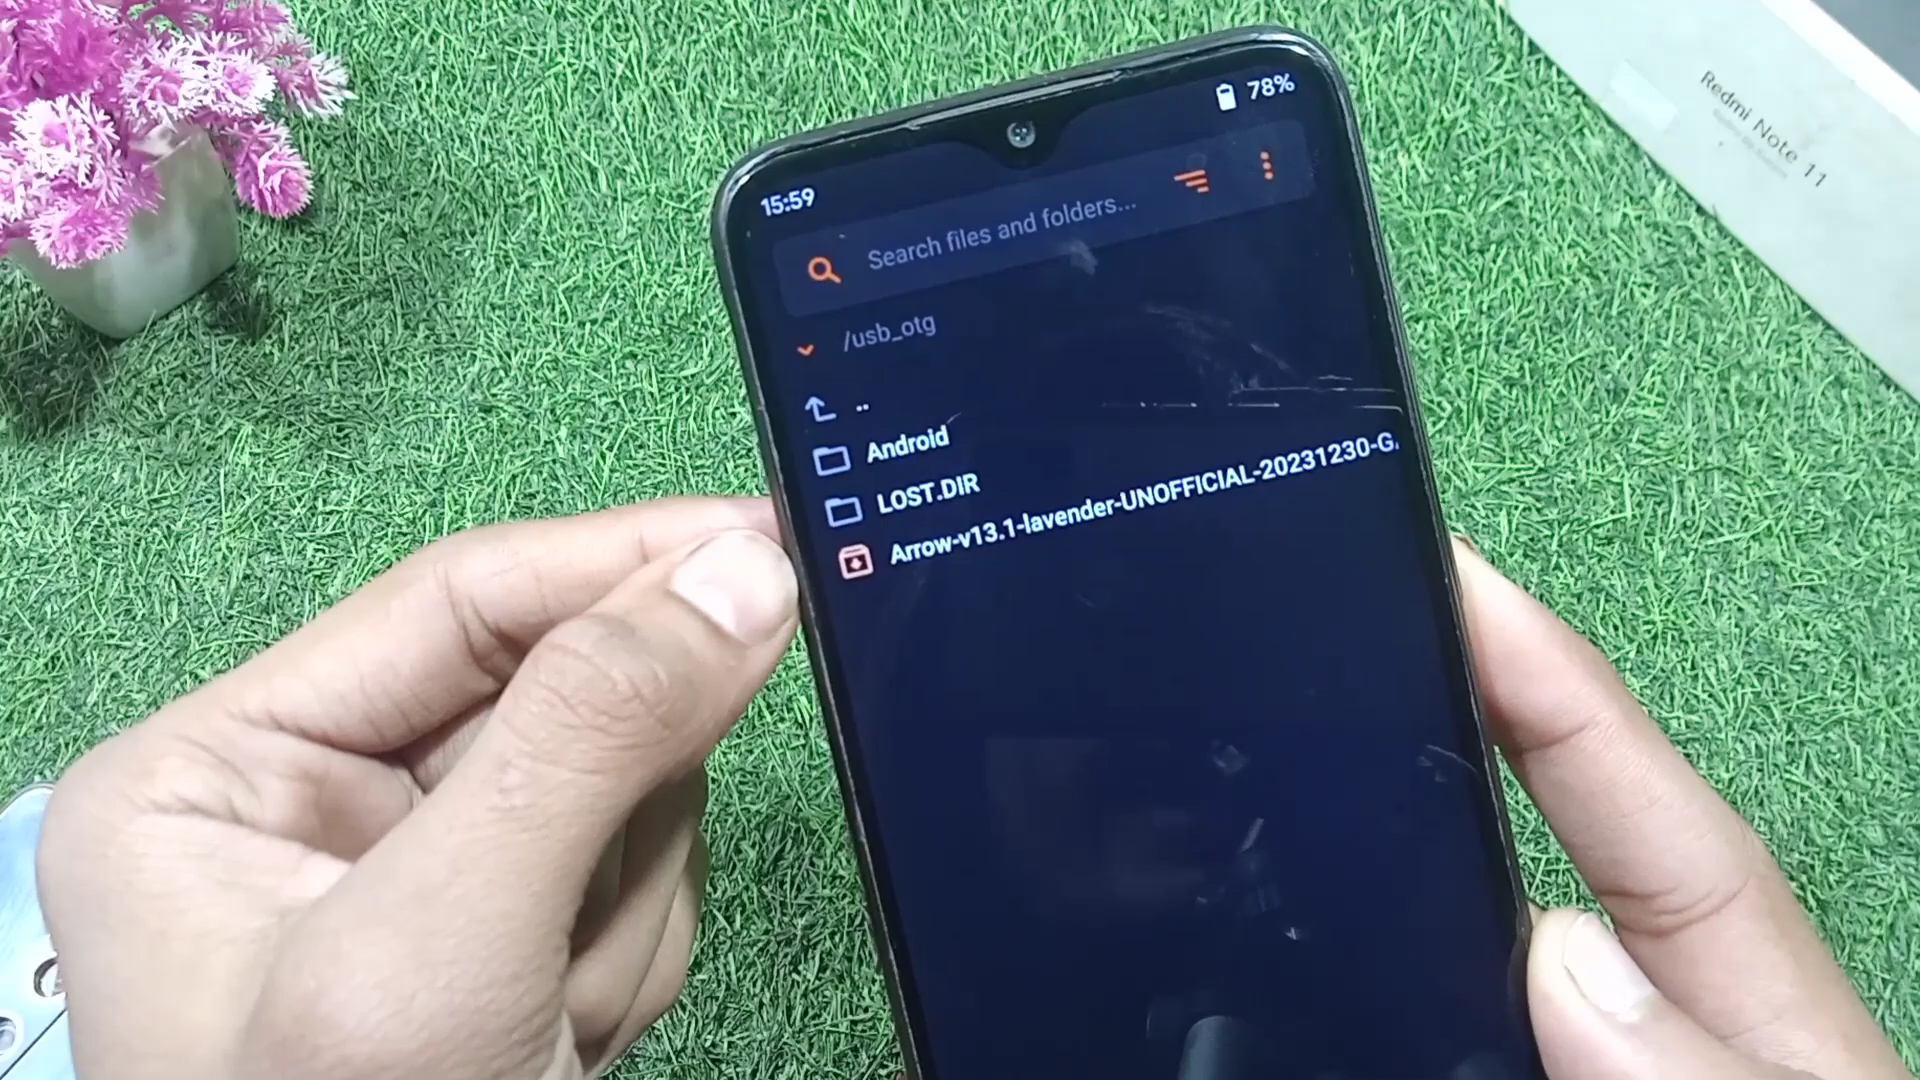 78%
15:59
Search files and folders...
/usb_otg
..
Android
LOST.DIR
Arrow-v13.1-lavender-UNOFFICIAL-20231230-G
Redmi Note 11